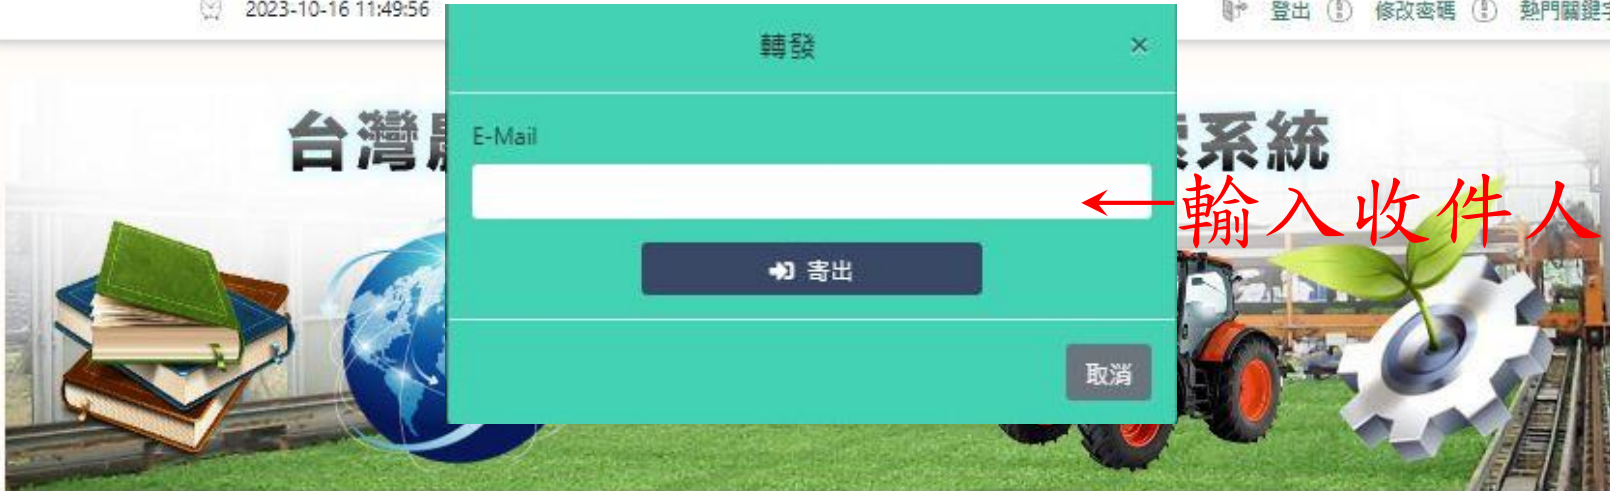 2023-10-16 11:49:56
登出 修改密碼 熱門關鍵字
轉發 ×
台灣
系統
E-Mail
輸入收件人
寄出
取消